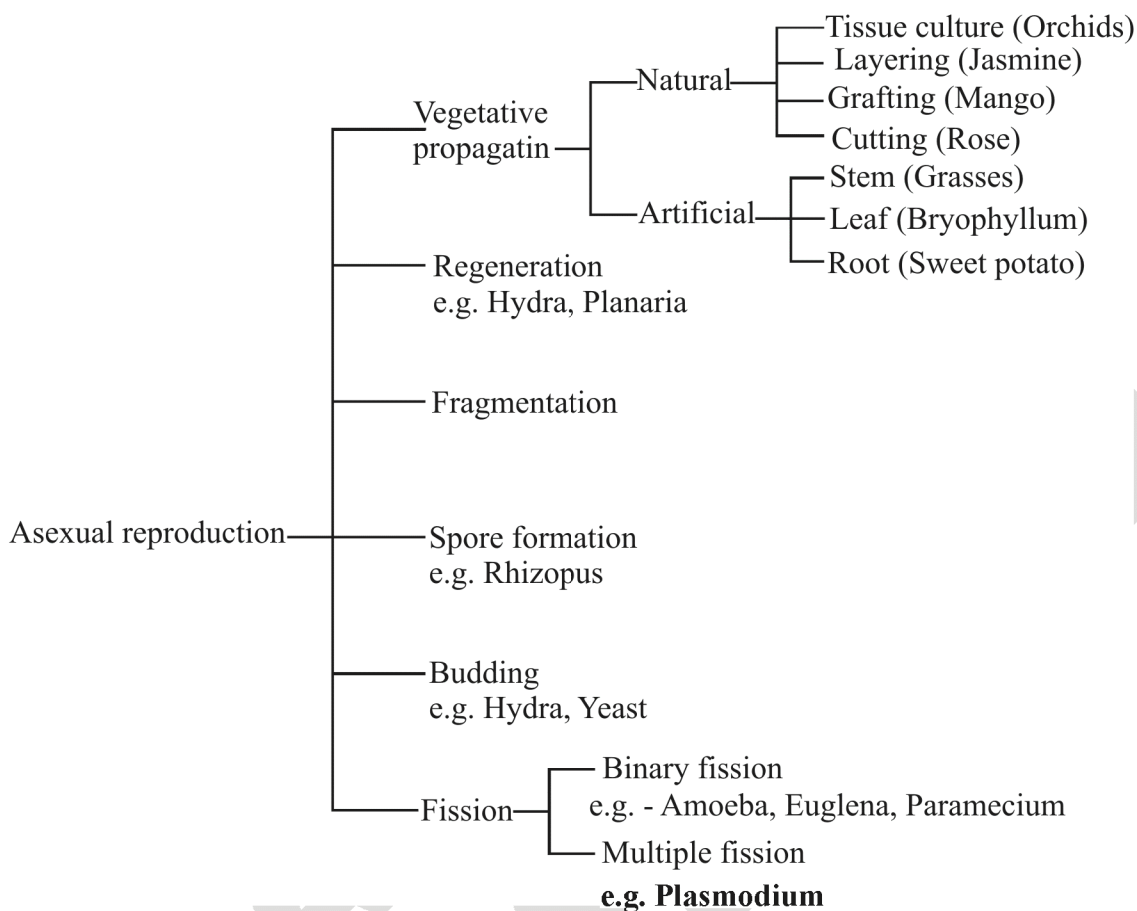 Tissue culture (Orchids)
Layering (Jasmine)
Natural
Grafting (Mango)
Vegetative
propagatin
Cutting (Rose)
Stem (Grasses)
Artificial
Leaf (Bryophyllum)
Root (Sweet potato)
Regeneration
e.g. Hydra, Planaria
Fragmentation
Asexual reproduction
Spore formation
e.g. Rhizopus
Budding
e.g. Hydra, Yeast
Binary fission
e.g. - Amoeba, Euglena, Paramecium
Fission
Multiple fission
e.g. Plasmodium